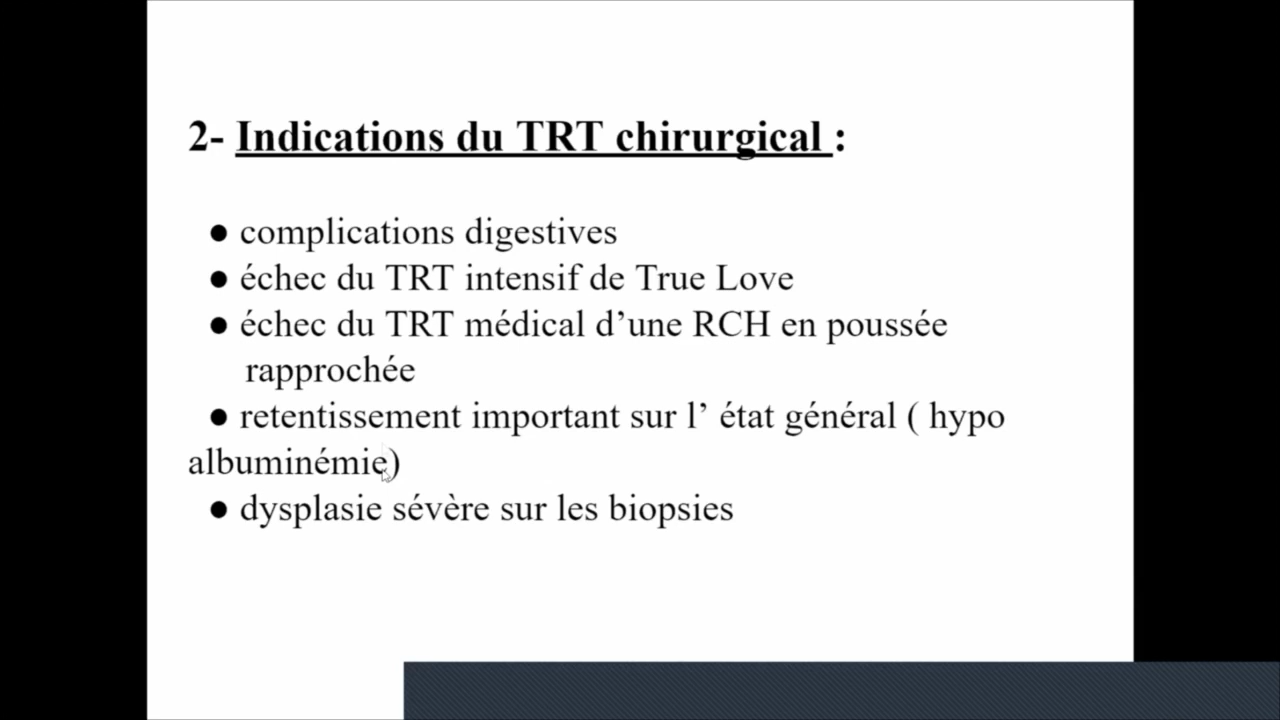 2- Indications du TRT chirurgical :
● complications digestives
● échec du TRT intensif de True Love
● échec du TRT médical d’une RCH en poussée
rapprochée
● retentissement important sur l’ état général ( hypo
albuminémie)
● dysplasie sévère sur les biopsies